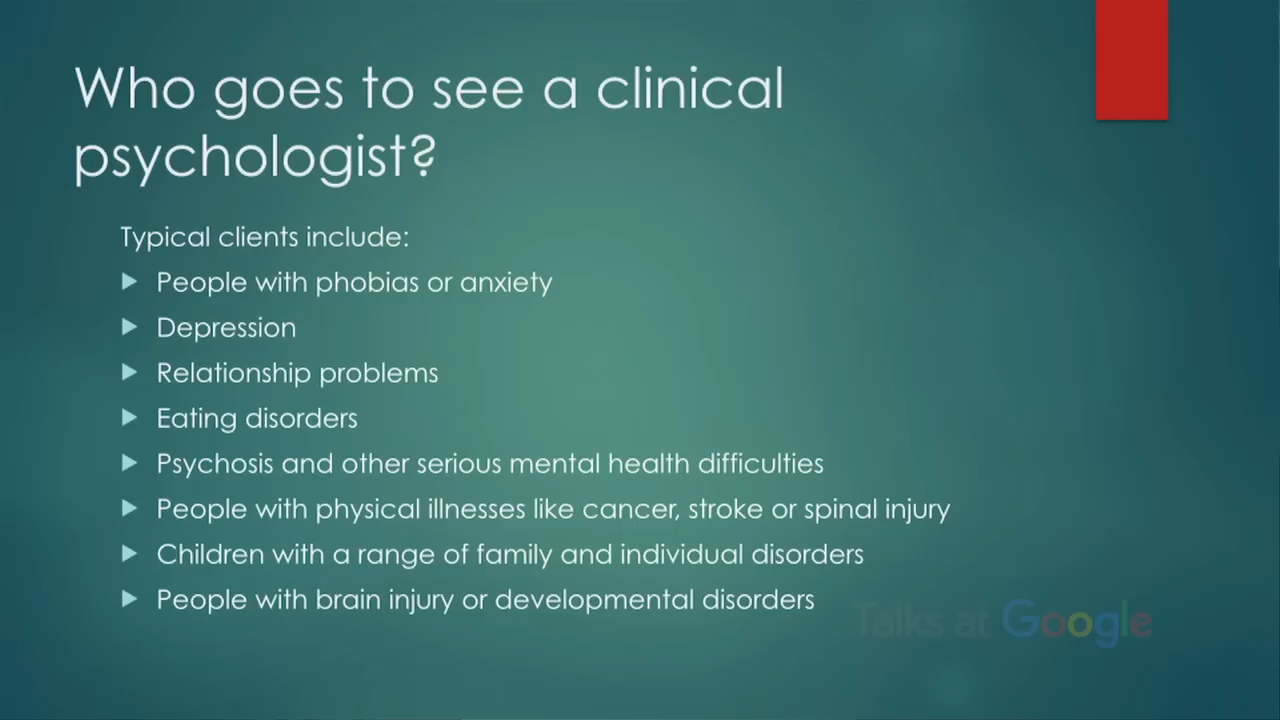 Who goes to see a clinical
psychologist?
Typical clients include:
People with phobias or anxiety
Depression
Relationship problems
Eating disorders
Psychosis and other serious mental health difficulties
People with physical illnesses like cancer, stroke or spinal injury
Children with a range of family and individual disorders
People with brain injury or developmental disorders
Talks at Google